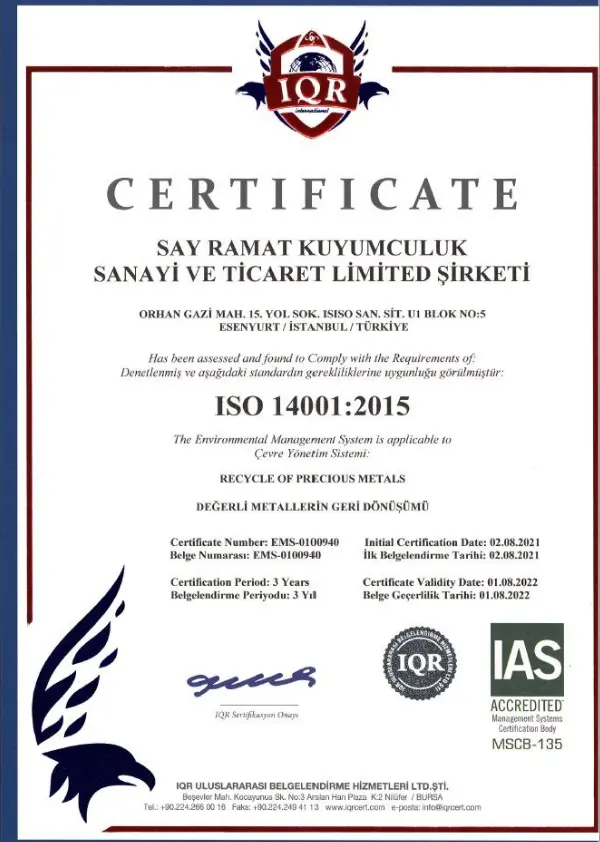 IQR
international
CERTIFICATE
SAY RAMAT KUYUMCULUK
SANAYİ VE TİCARET LİMİTED ŞİRKETİ
ORHAN GAZİ MAH. 15. YOL SOK. ISISO SAN. SİT. U1 BLOK NO:5
ESENYURT / İSTANBUL / TÜRKİYE
Has been assessed and found to Comply with the Requirements of:
Denetlenmiş ve aşağıdaki standardın gerekliliklerine uygunluğu görülmüştür:
ISO 14001:2015
The Environmental Management System is applicable to
Çevre Yönetim Sistemi:
RECYCLE OF PRECIOUS METALS
DEĞERLİ METALLERİN GERİ DÖNÜŞÜMÜ
Certificate Number: EMS-0100940 Initial Certification Date: 02.08.2021
Belge Numarası: EMS-0100940 İlk Belgelendirme Tarihi: 02.08.2021
Certification Period: 3 Years Certificate Validity Date: 01.08.2022
Belgelendirme Periyodu: 3 Yıl Belge Geçerlilik Tarihi: 01.08.2022
IQR Sertifikasyon Onayı
IQR ULUSLARARASI BELGELENDİRME HİZMETLERİ LTD.ŞTİ.
IQR
IAS
ACCREDITED
Management Systems
Certification Body
MSCB-135
IQR ULUSLARARASI BELGELENDİRME HİZMETLERİ LTD.ŞTİ.
Beşevler Mah. Kocayunus Sk. No:3 Arslan Han Plaza K:2 Nilüfer / BURSA
Tel.: +90.224.266 00 16 Faks: +90.224.249 41 13 www.iqrcert.com e-posta: info@iqrcert.com